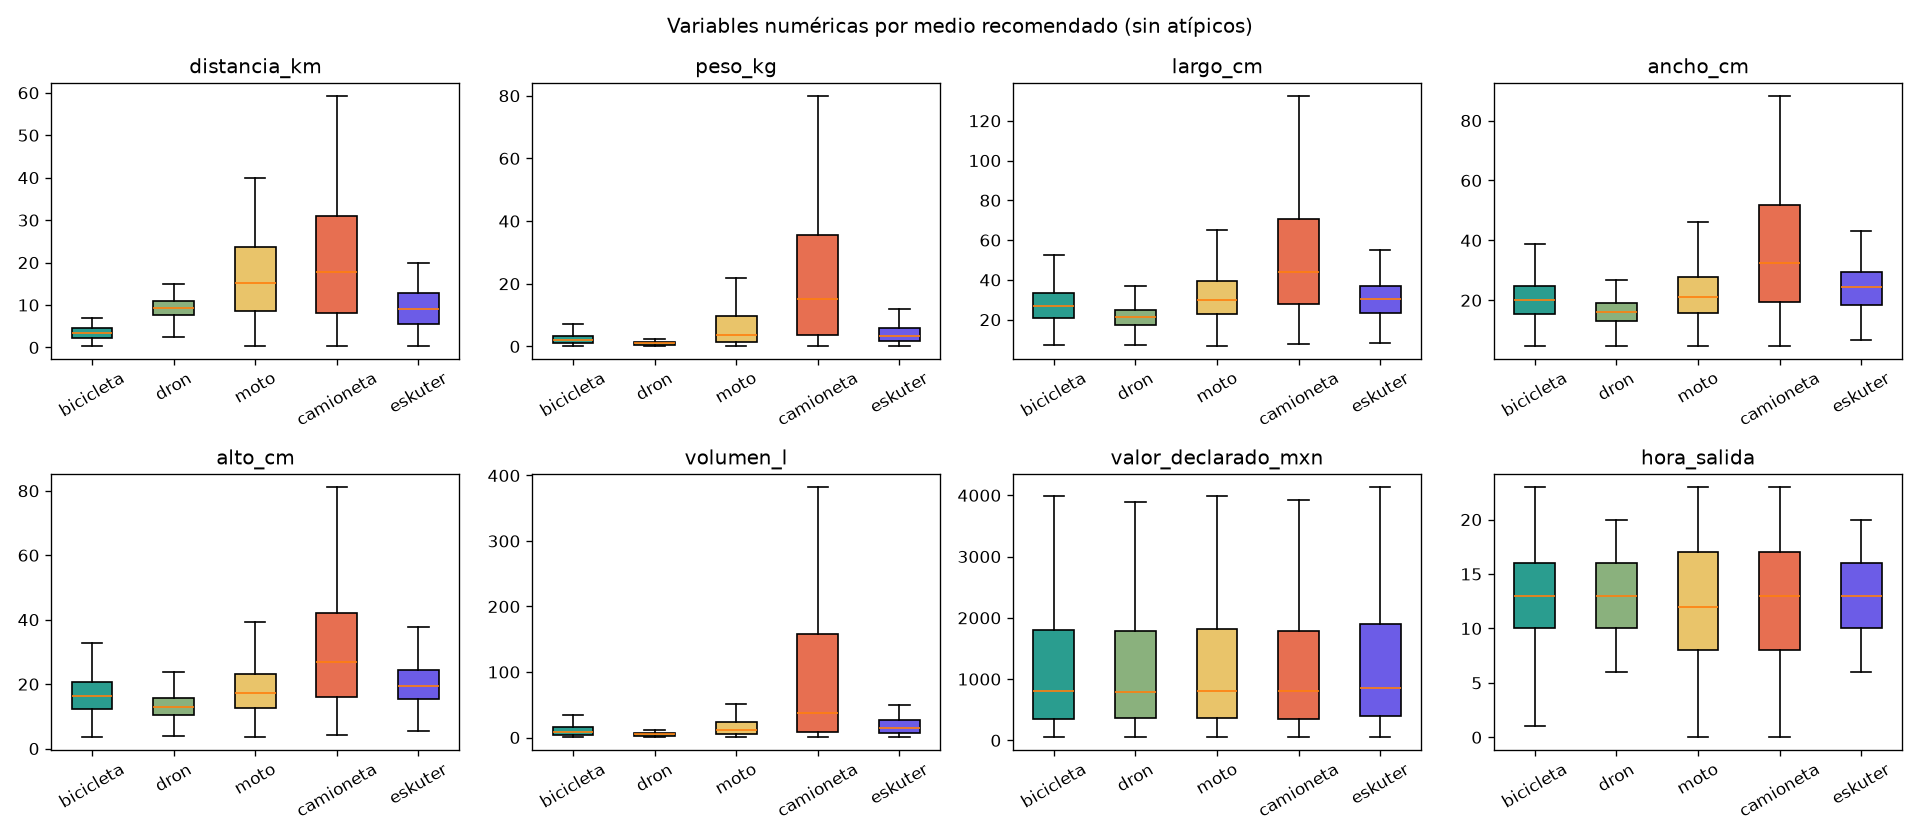 Variables numéricas por medio recomendado (sin atípicos)
distancia_km
60
50
40
30
20
10
0
bicicleta
dron
moto
camioneta
eskuter
peso_kg
80
60
40
20
0
bicicleta
dron
moto
camioneta
eskuter
largo_cm
120
100
80
60
40
20
bicicleta
dron
moto
camioneta
eskuter
ancho_cm
80
60
40
20
bicicleta
dron
moto
camioneta
eskuter
alto_cm
80
60
40
20
0
bicicleta
dron
moto
camioneta
eskuter
volumen_l
400
300
200
100
0
bicicleta
dron
moto
camioneta
eskuter
valor_declarado_mxn
4000
3000
2000
1000
0
bicicleta
dron
moto
camioneta
eskuter
hora_salida
20
15
10
5
0
bicicleta
dron
moto
camioneta
eskuter